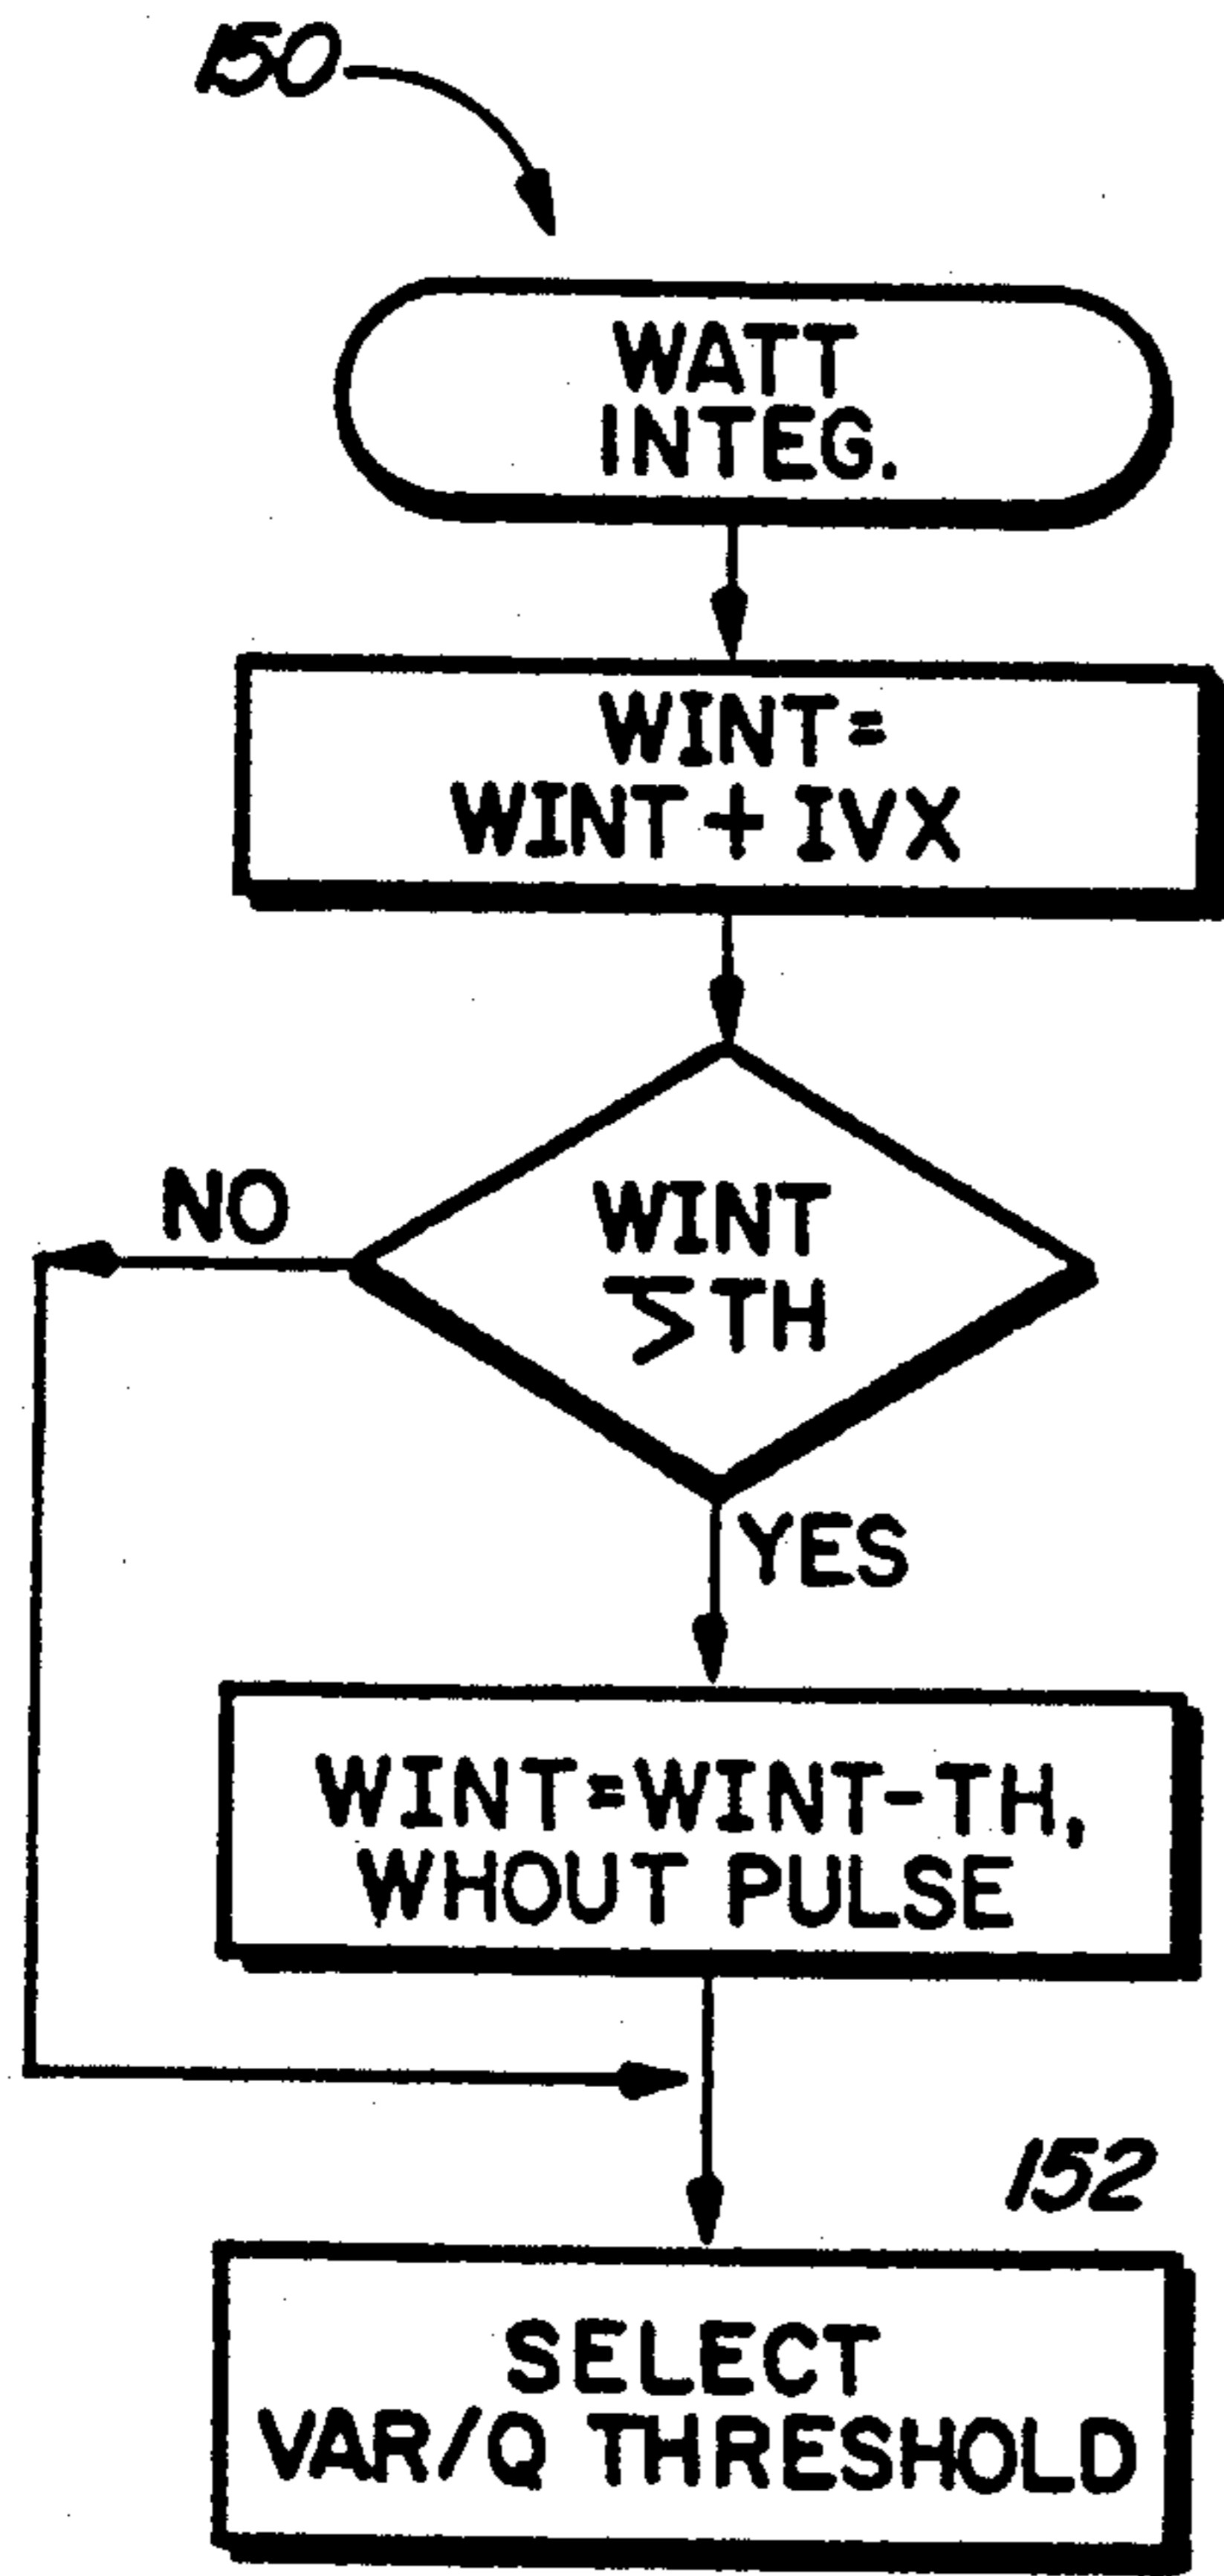 150
WATT
INTEG.
WINT=
WINT + IVX
NO
WINT
≥ TH
YES
WINT=WINT-TH,
WHOUT PULSE
152
SELECT
VAR/Q THRESHOLD